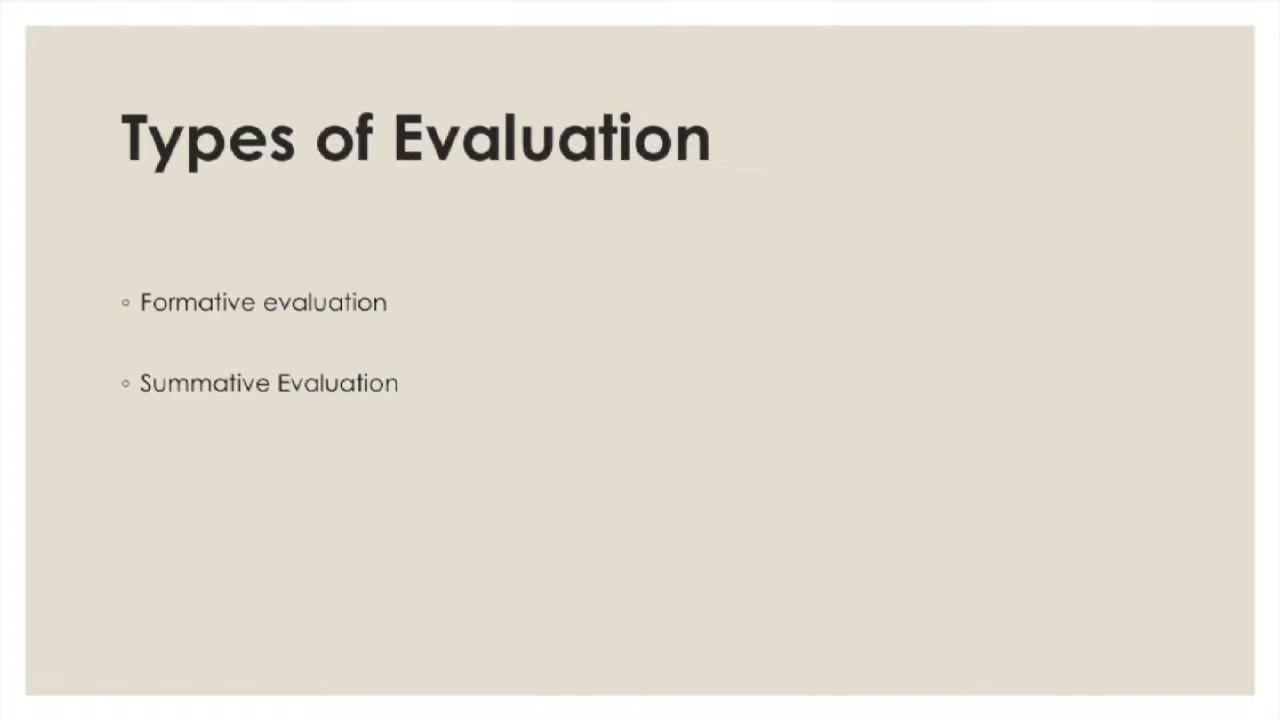 Types of Evaluation
◦ Formative evaluation
◦ Summative Evaluation